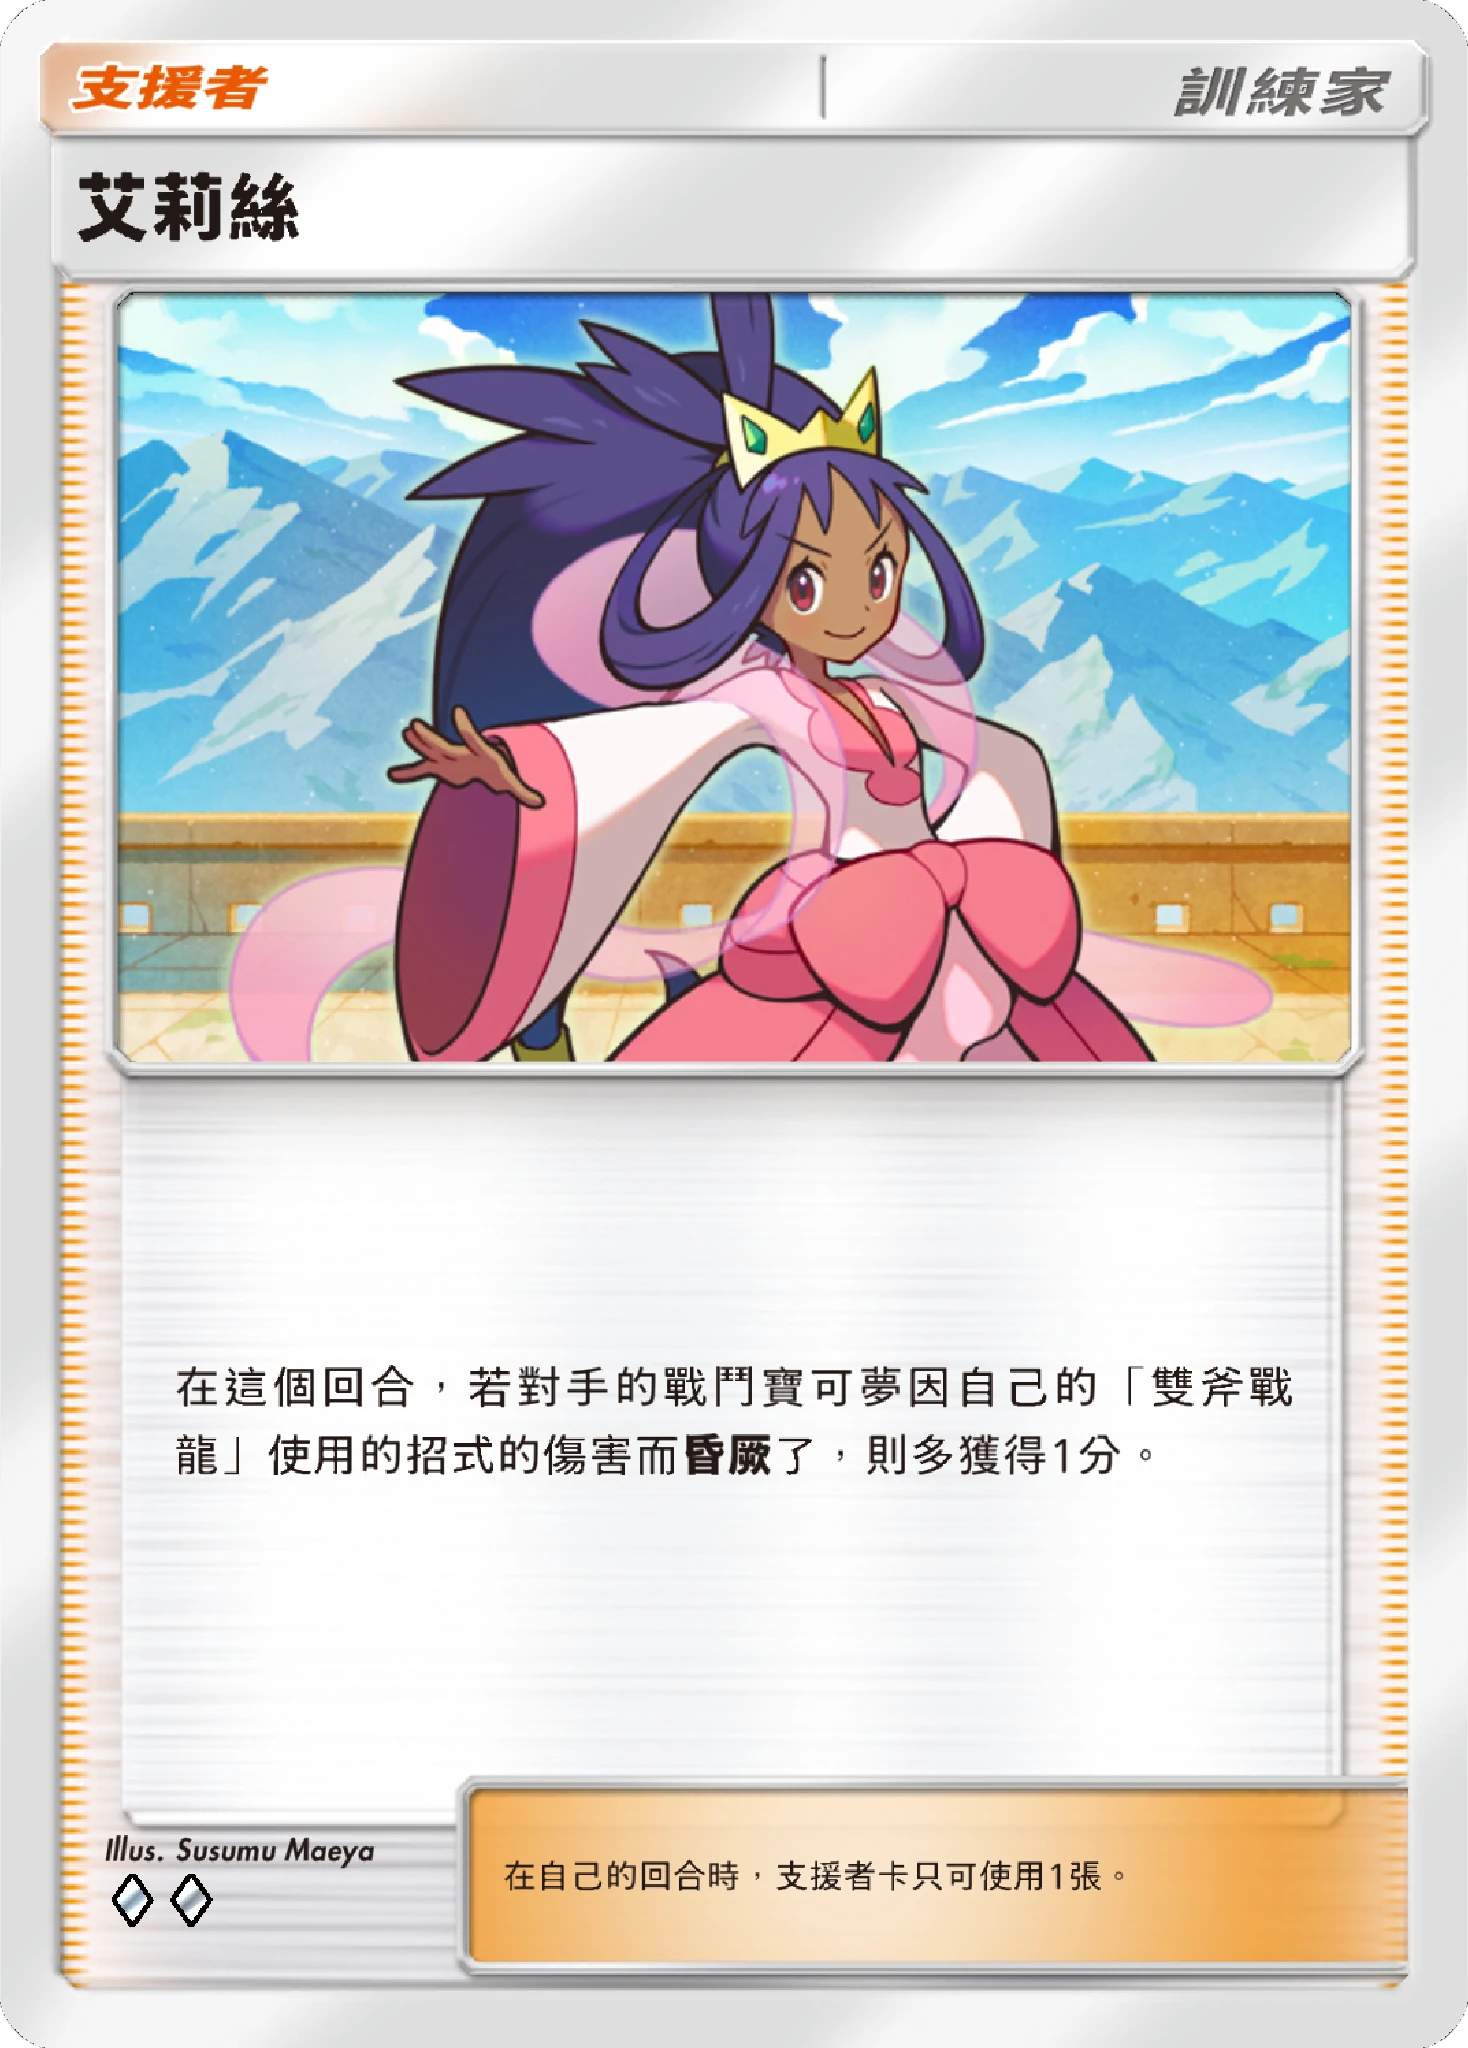 支援者
訓練家
艾莉絲
在這個回合，若對手的戰鬥寶可夢因自己的「雙斧戰
龍」使用的招式的傷害而昏厥了，則多獲得1分。
Illus. Susumu Maeya
在自己的回合時，支援者卡只可使用1張。